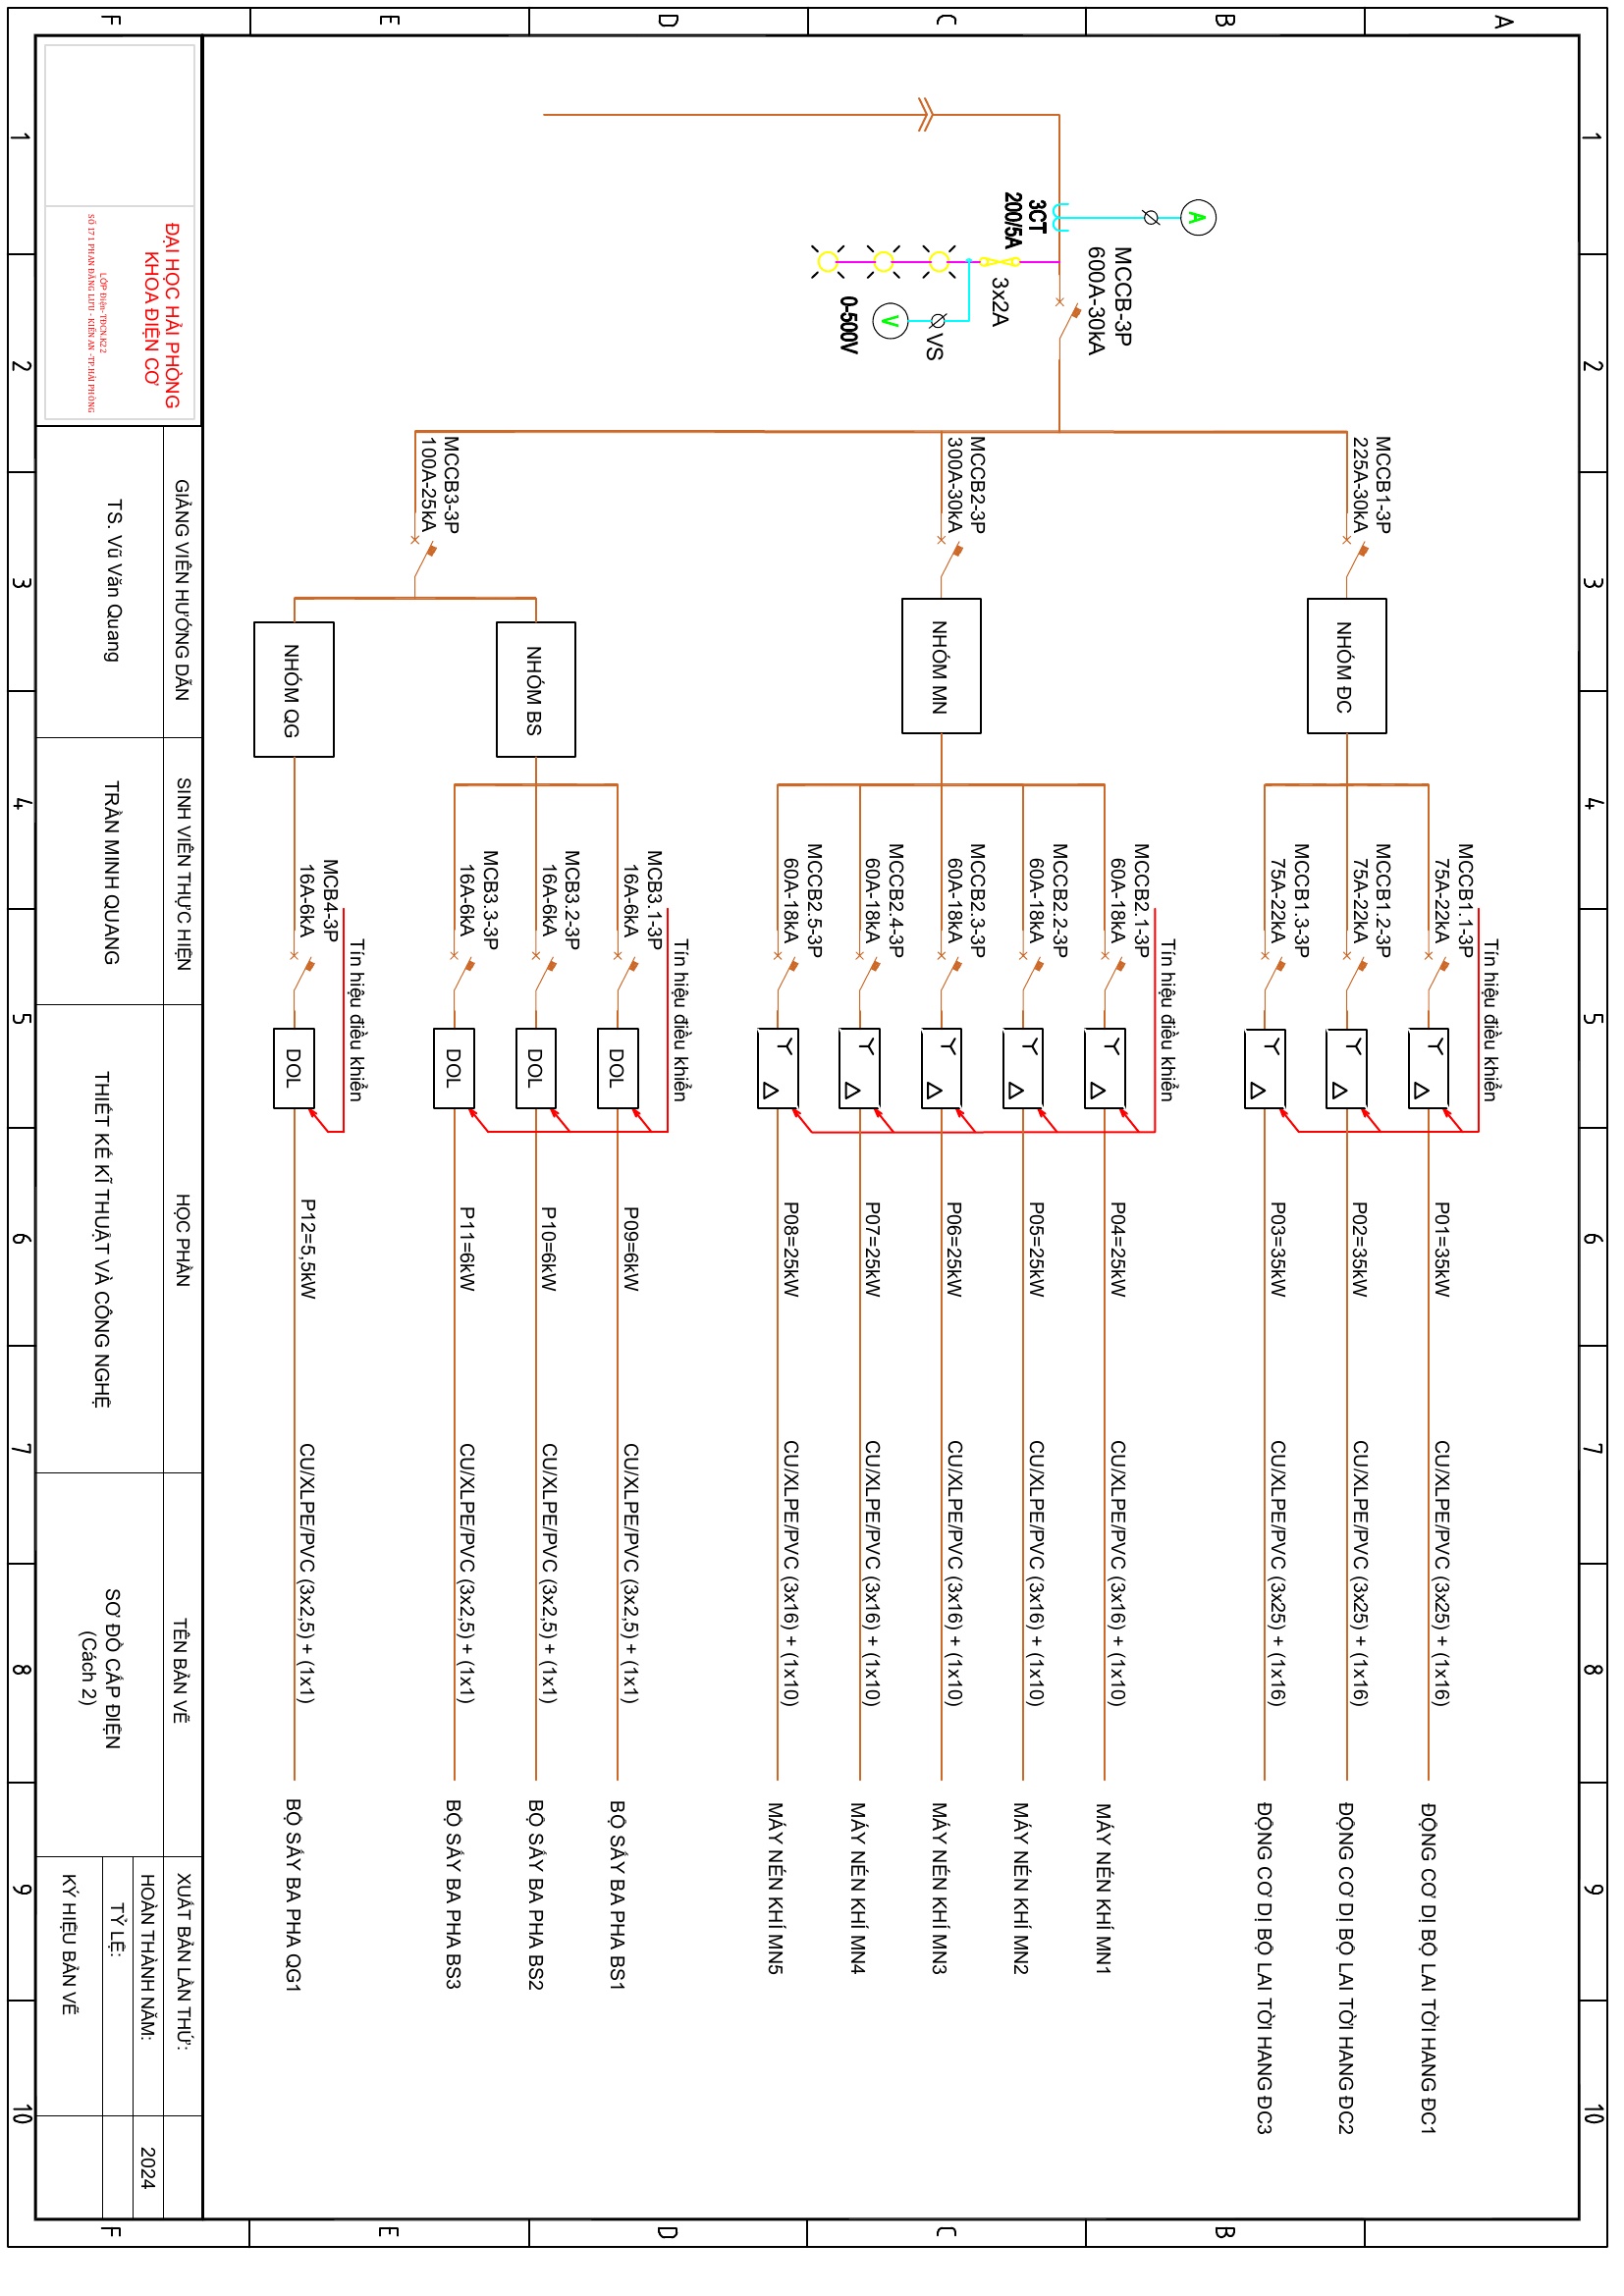 A
B
C
D
E
F
1
2
3
4
5
6
7
8
9
10
A
3CT
200/5A
MCCB-3P
600A-30kA
3x2A
VS
V
0-500V
MCCB1-3P
225A-30kA
NHÓM ĐC
Tín hiệu điều khiển
MCCB1.1-3P
75A-22kA
P01=35kW
CU/XLPE/PVC (3x25) + (1x16)
ĐỘNG CƠ DỊ BỘ LAI TỜI HANG ĐC1
MCCB1.2-3P
75A-22kA
P02=35kW
CU/XLPE/PVC (3x25) + (1x16)
ĐỘNG CƠ DỊ BỘ LAI TỜI HANG ĐC2
MCCB1.3-3P
75A-22kA
P03=35kW
CU/XLPE/PVC (3x25) + (1x16)
ĐỘNG CƠ DỊ BỘ LAI TỜI HANG ĐC3
MCCB2-3P
300A-30kA
NHÓM MN
Tín hiệu điều khiển
MCCB2.1-3P
60A-18kA
P04=25kW
CU/XLPE/PVC (3x16) + (1x10)
MÁY NÉN KHÍ MN1
MCCB2.2-3P
60A-18kA
P05=25kW
CU/XLPE/PVC (3x16) + (1x10)
MÁY NÉN KHÍ MN2
MCCB2.3-3P
60A-18kA
P06=25kW
CU/XLPE/PVC (3x16) + (1x10)
MÁY NÉN KHÍ MN3
MCCB2.4-3P
60A-18kA
P07=25kW
CU/XLPE/PVC (3x16) + (1x10)
MÁY NÉN KHÍ MN4
MCCB2.5-3P
60A-18kA
P08=25kW
CU/XLPE/PVC (3x16) + (1x10)
MÁY NÉN KHÍ MN5
MCCB3-3P
100A-25kA
NHÓM BS
Tín hiệu điều khiển
MCB3.1-3P
16A-6kA
DOL
P09=6kW
CU/XLPE/PVC (3x2,5) + (1x1)
BỘ SẤY BA PHA BS1
MCB3.2-3P
16A-6kA
DOL
P10=6kW
CU/XLPE/PVC (3x2,5) + (1x1)
BỘ SẤY BA PHA BS2
MCB3.3-3P
16A-6kA
DOL
P11=6kW
CU/XLPE/PVC (3x2,5) + (1x1)
BỘ SẤY BA PHA BS3
NHÓM QG
Tín hiệu điều khiển
MCB4-3P
16A-6kA
DOL
P12=5,5kW
CU/XLPE/PVC (3x2,5) + (1x1)
BỘ SẤY BA PHA QG1
ĐẠI HỌC HẢI PHÒNG
KHOA ĐIỆN CƠ
LỚP Điện-TĐCN.K22
SỐ 171 PHAN ĐĂNG LƯU - KIẾN AN -TP.HẢI PHÒNG
GIẢNG VIÊN HƯỚNG DẪN
TS. Vũ Văn Quang
SINH VIÊN THỰC HIỆN
TRẦN MINH QUANG
HỌC PHẦN
THIẾT KẾ KĨ THUẬT VÀ CÔNG NGHỆ
TÊN BẢN VẼ
SƠ ĐỒ CẤP ĐIỆN
(Cách 2)
XUẤT BẢN LẦN THỨ:
HOÀN THÀNH NĂM:
2024
TỶ LỆ:
KÝ HIỆU BẢN VẼ
1
2
3
4
5
6
7
8
9
10
B
C
D
E
F